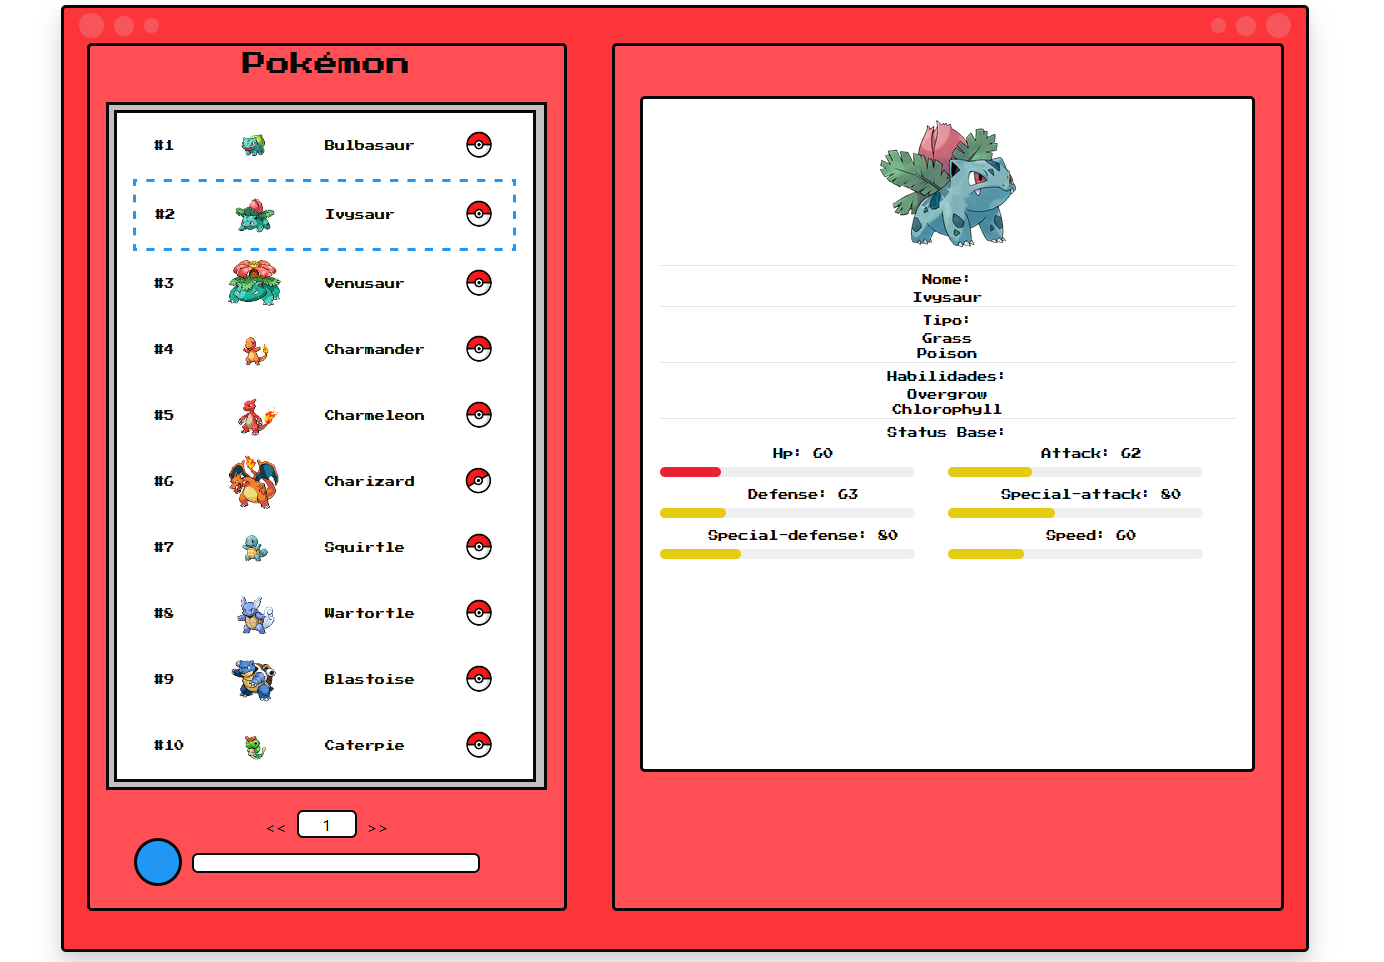 Pokémon
#1 Bulbasaur
#2 Ivysaur
#3 Venusaur
#4 Charmander
#5 Charmeleon
#6 Charizard
#7 Squirtle
#8 Wartortle
#9 Blastoise
#10 Caterpie
<< 1 >>
Nome:
Ivysaur
Tipo:
Grass
Poison
Habilidades:
Overgrow
Chlorophyll
Status Base:
Hp: 60 Attack: 62
Defense: 63 Special-attack: 80
Special-defense: 80 Speed: 60